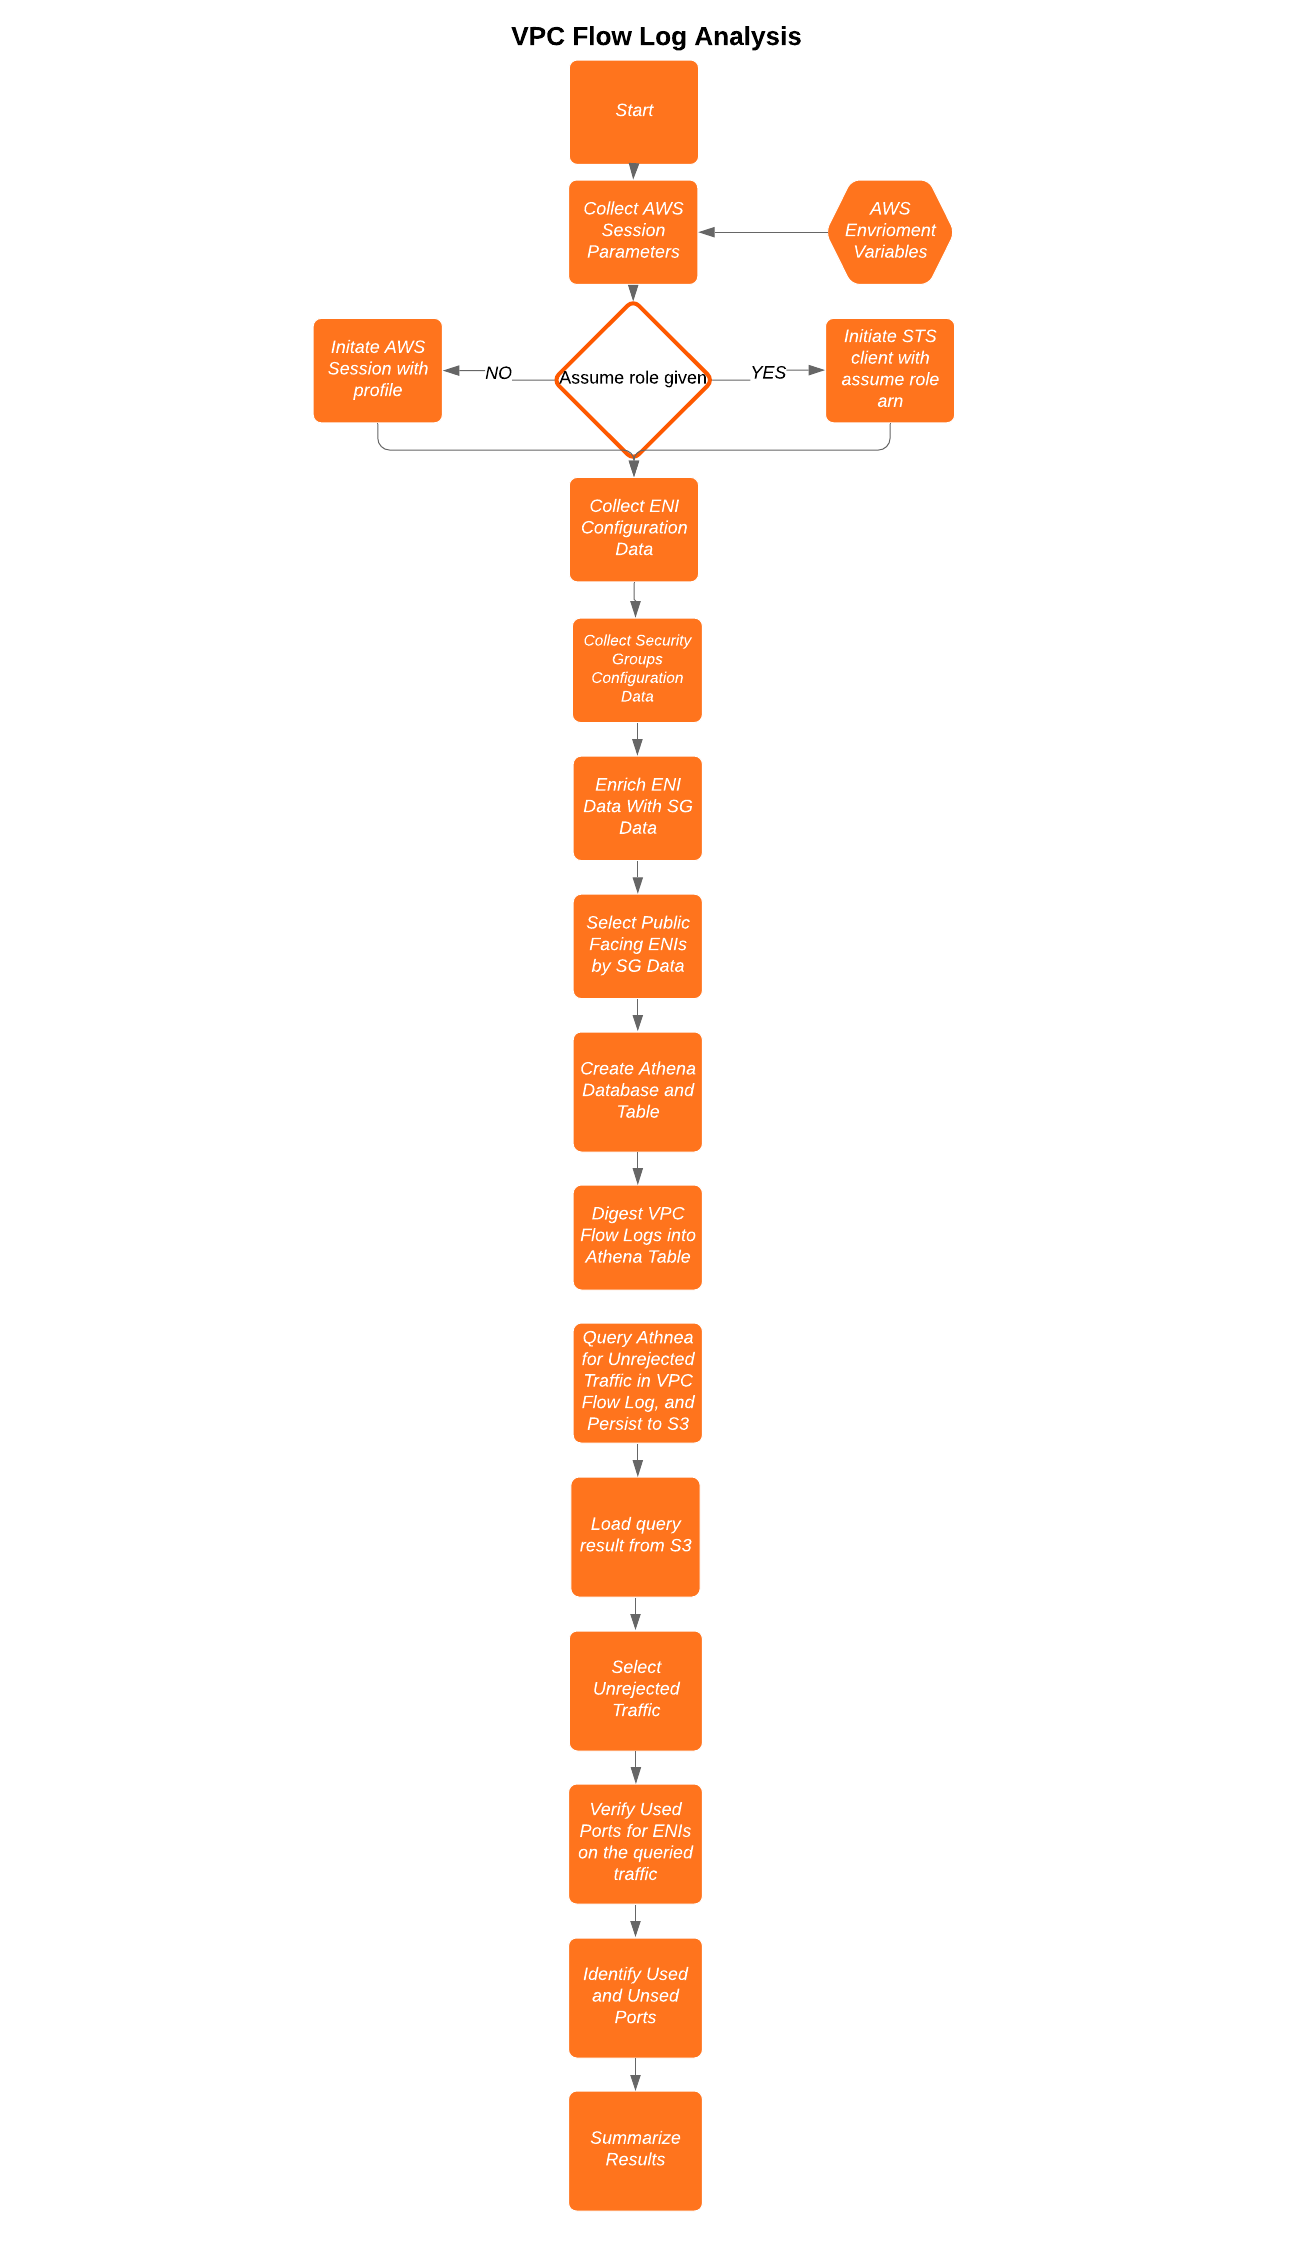 VPC Flow Log Analysis
Start
Collect AWS
Session
Parameters
AWS
Envrioment
Variables
Initate AWS
Session with
profile
NO
Assume role given
YES
Initiate STS
client with
assume role
arn
Collect ENI
Configuration
Data
Collect Security
Groups
Configuration
Data
Enrich ENI
Data With SG
Data
Select Public
Facing ENIs
by SG Data
Create Athena
Database and
Table
Digest VPC
Flow Logs into
Athena Table
Query Athnea
for Unrejected
Traffic in VPC
Flow Log, and
Persist to S3
Load query
result from S3
Select
Unrejected
Traffic
Verify Used
Ports for ENIs
on the queried
traffic
Identify Used
and Unsed
Ports
Summarize
Results